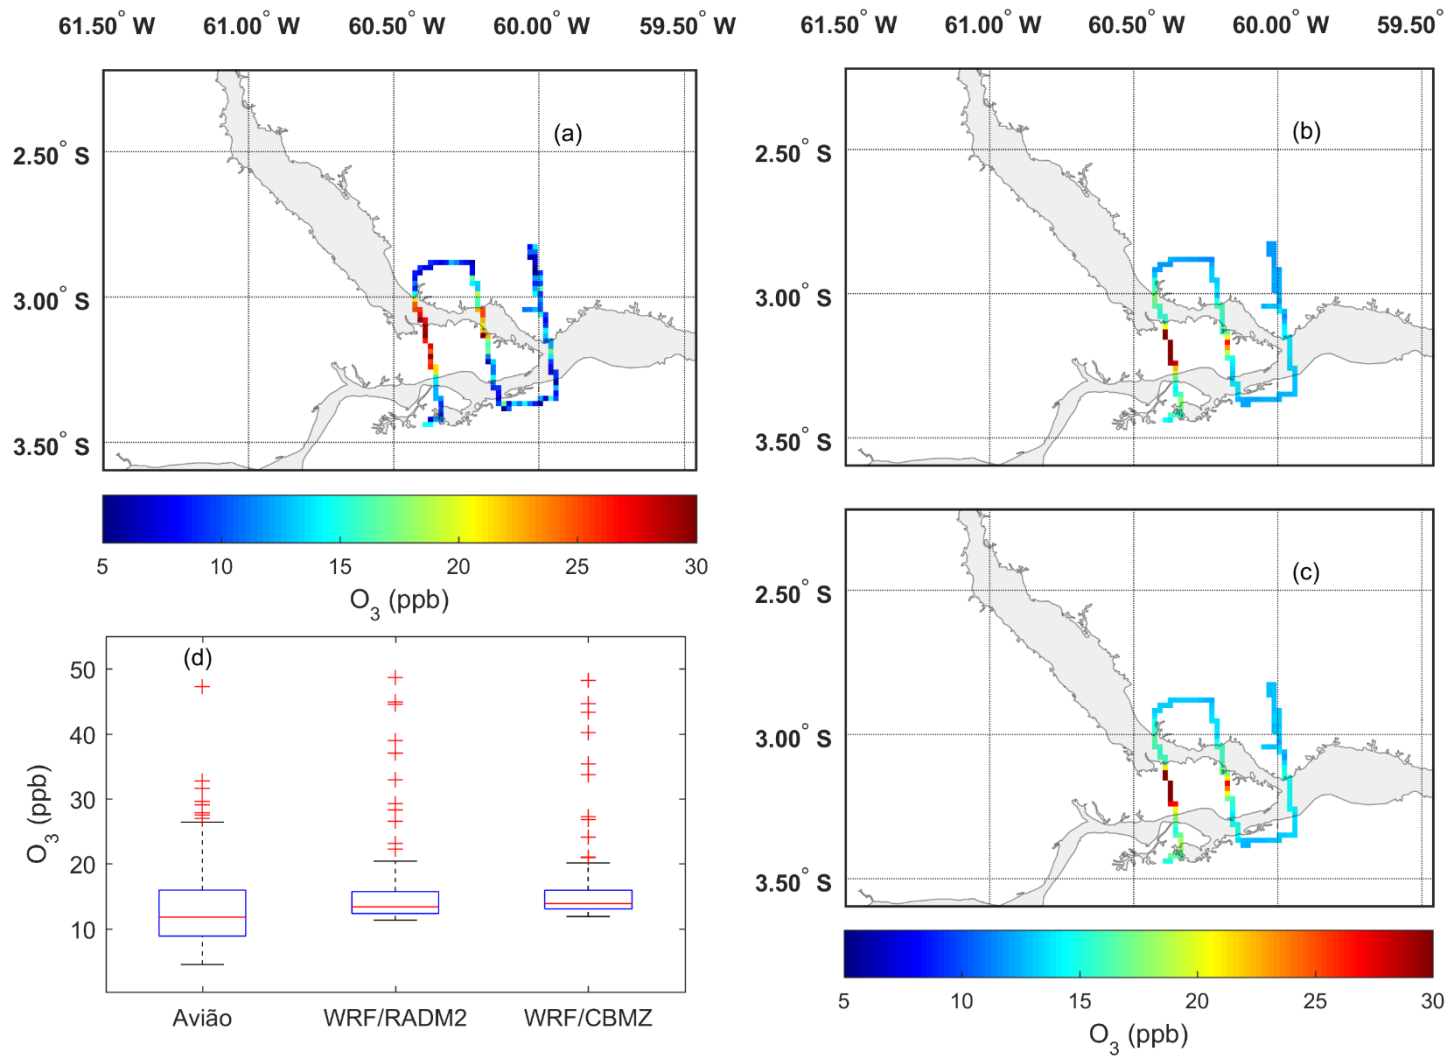 61.50° W 61.00° W 60.50° W 60.00° W 59.50° W
61.50° W 61.00° W 60.50° W 60.00° W 59.50°
(a)
2.50° S
3.00° S
3.50° S
5 10 15 20 25 30
O₃ (ppb)
(b)
2.50° S
3.00° S
3.50° S
(c)
2.50° S
3.00° S
3.50° S
5 10 15 20 25 30
O₃ (ppb)
(d)
50
40
30
20
10
O₃ (ppb)
Avião WRF/RADM2 WRF/CBMZ